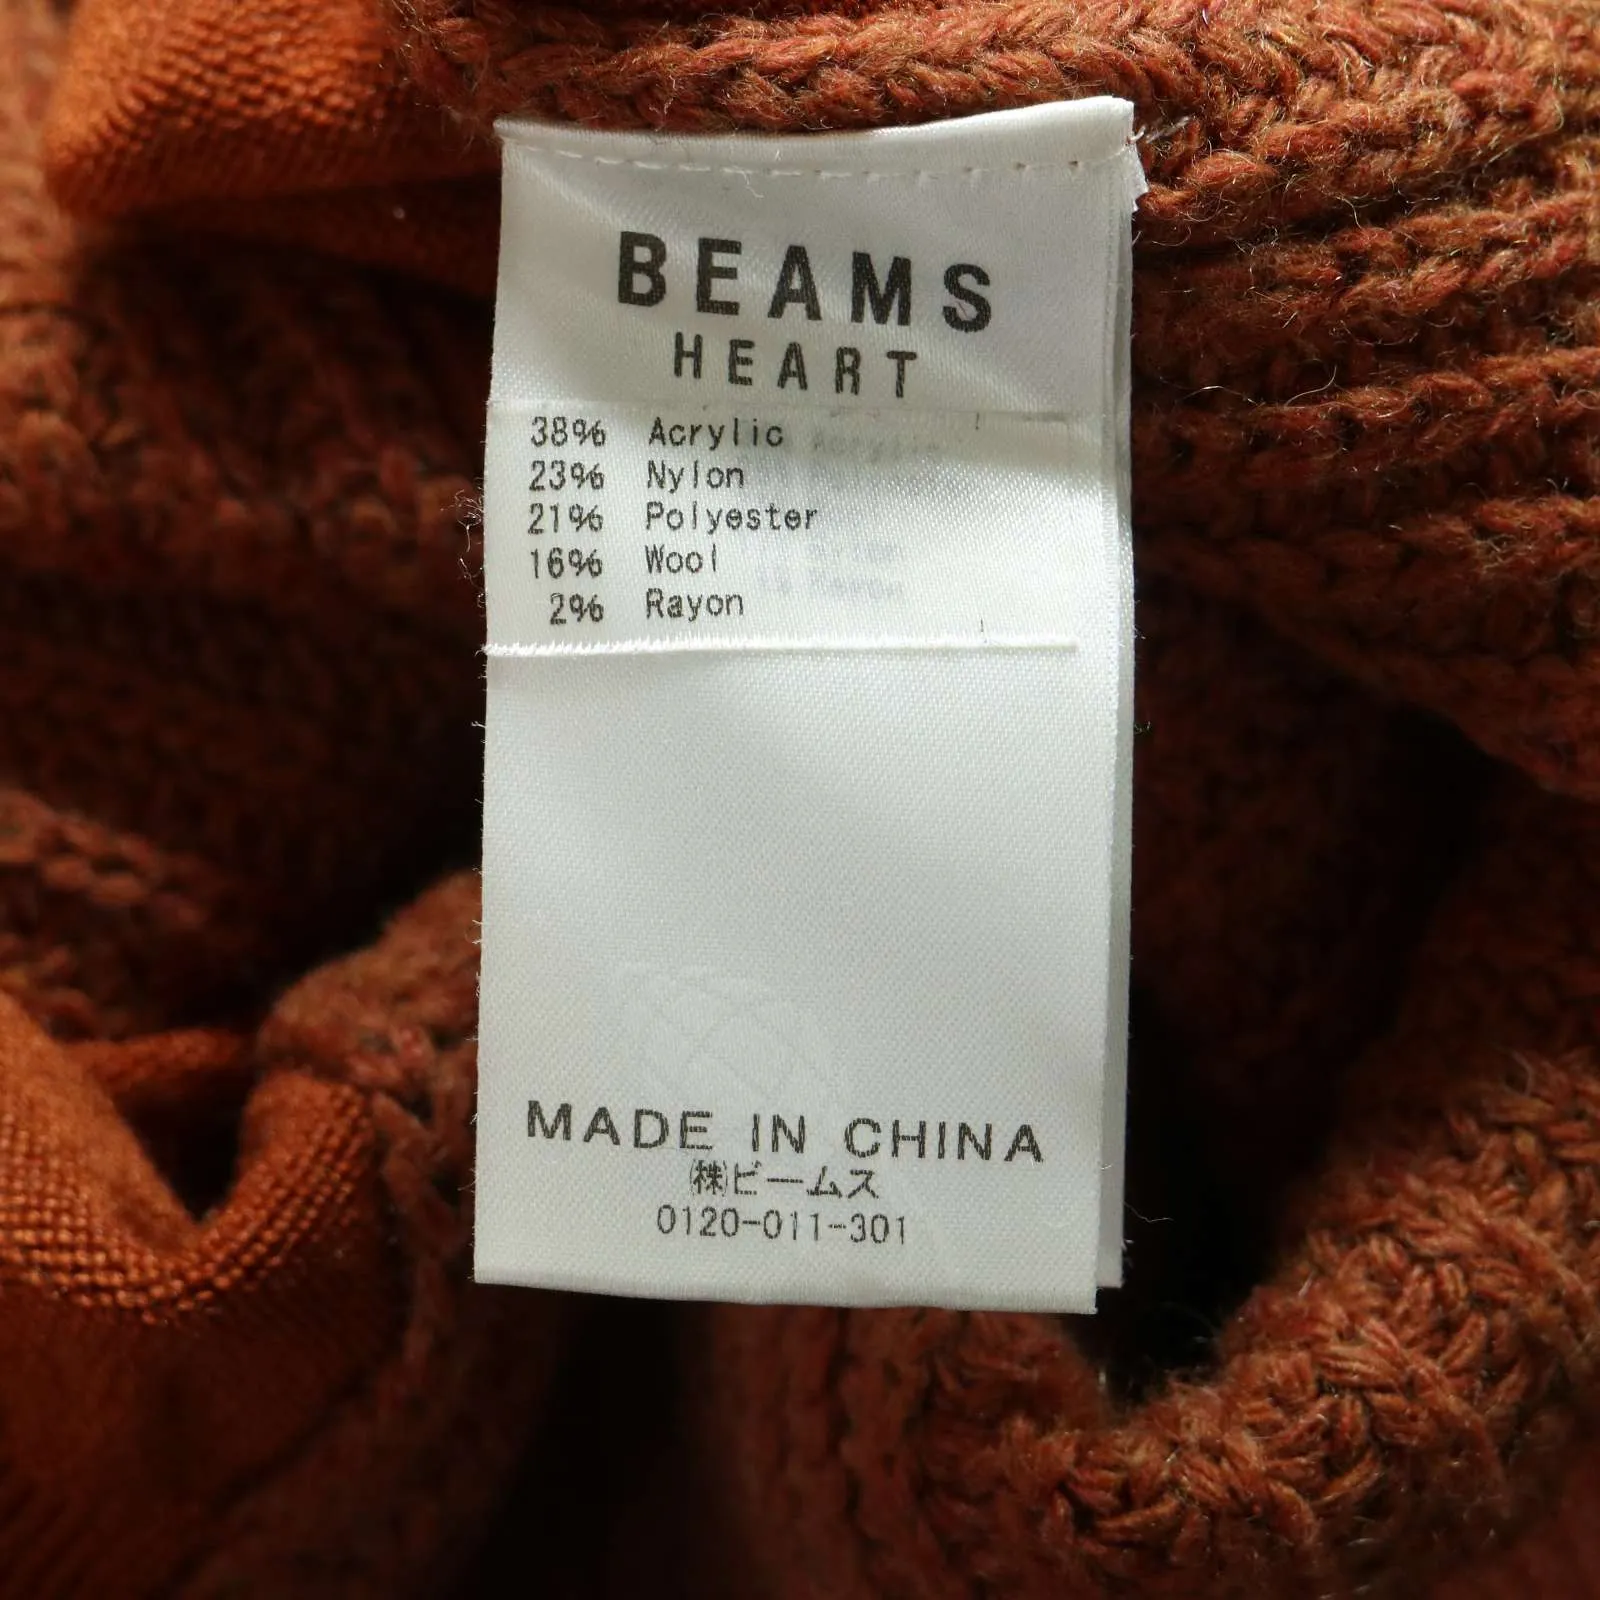 BEAMS
HEART
38% Acrylic
23% Nylon
21% Polyester
16% Wool
2% Rayon
MADE IN CHINA
㈱ビームス
0120-011-301